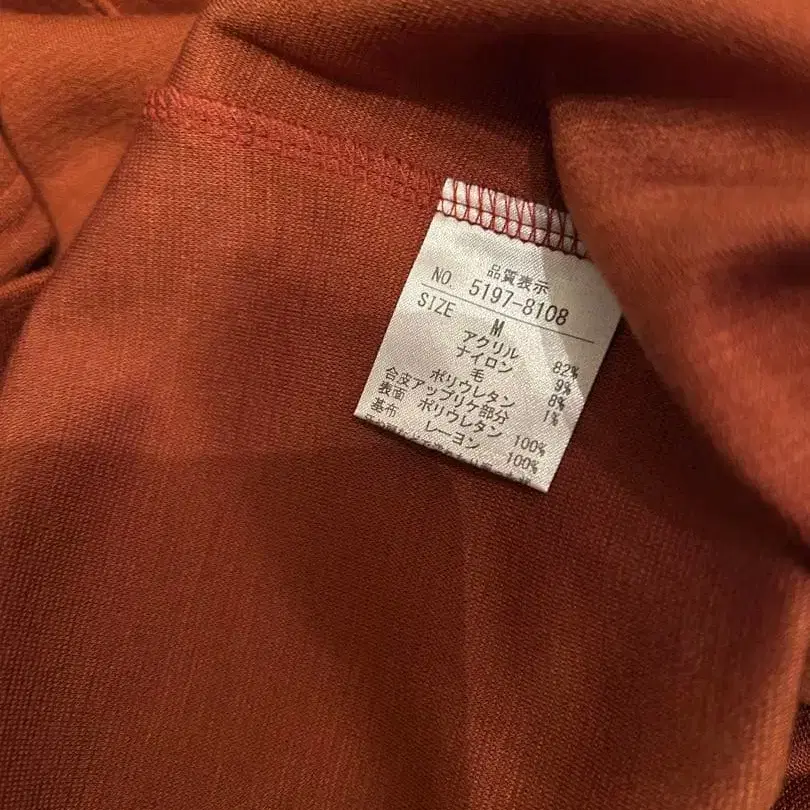 品質表示
NO. 5197-8108
SIZE M
アクリル 82%
ナイロン 9%
毛 8%
ポリウレタン 1%
合皮アップリケ部分
表面 ポリウレタン 100%
基布 レーヨン 100%